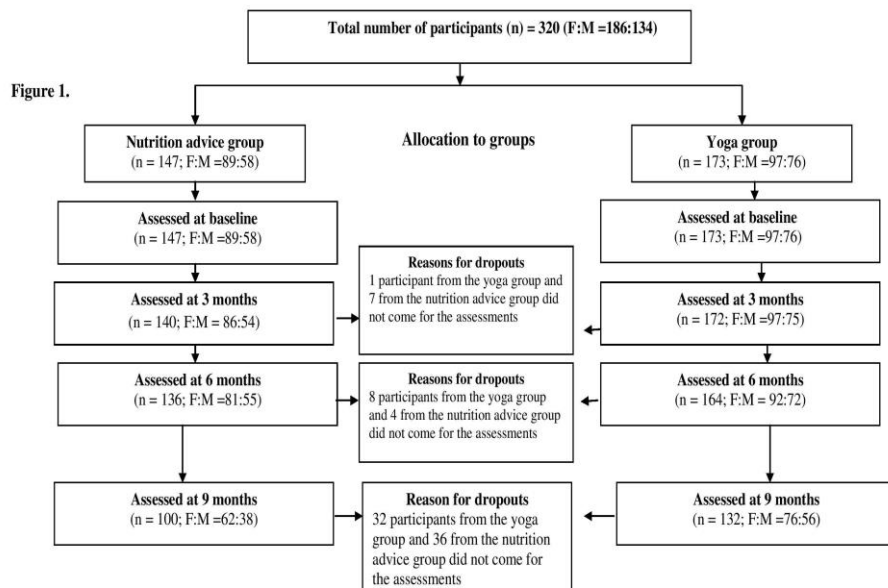 Total number of participants (n) = 320 (F:M =186:134)
Figure 1.
Nutrition advice group
(n = 147; F:M =89:58)
Allocation to groups
Yoga group
(n = 173; F:M =97:76)
Assessed at baseline
(n = 147; F:M =89:58)
Assessed at baseline
(n = 173; F:M =97:76)
Reasons for dropouts
1 participant from the yoga group and
7 from the nutrition advice group did
not come for the assessments
Assessed at 3 months
(n = 140; F:M = 86:54)
Assessed at 3 months
(n = 172; F:M =97:75)
Assessed at 6 months
(n = 136; F:M =81:55)
Reasons for dropouts
8 participants from the yoga group
and 4 from the nutrition advice group
did not come for the assessments
Assessed at 6 months
(n = 164; F:M = 92:72)
Assessed at 9 months
(n = 100; F:M =62:38)
Reason for dropouts
32 participants from the yoga
group and 36 from the nutrition
advice group did not come for
the assessments
Assessed at 9 months
(n = 132; F:M =76:56)